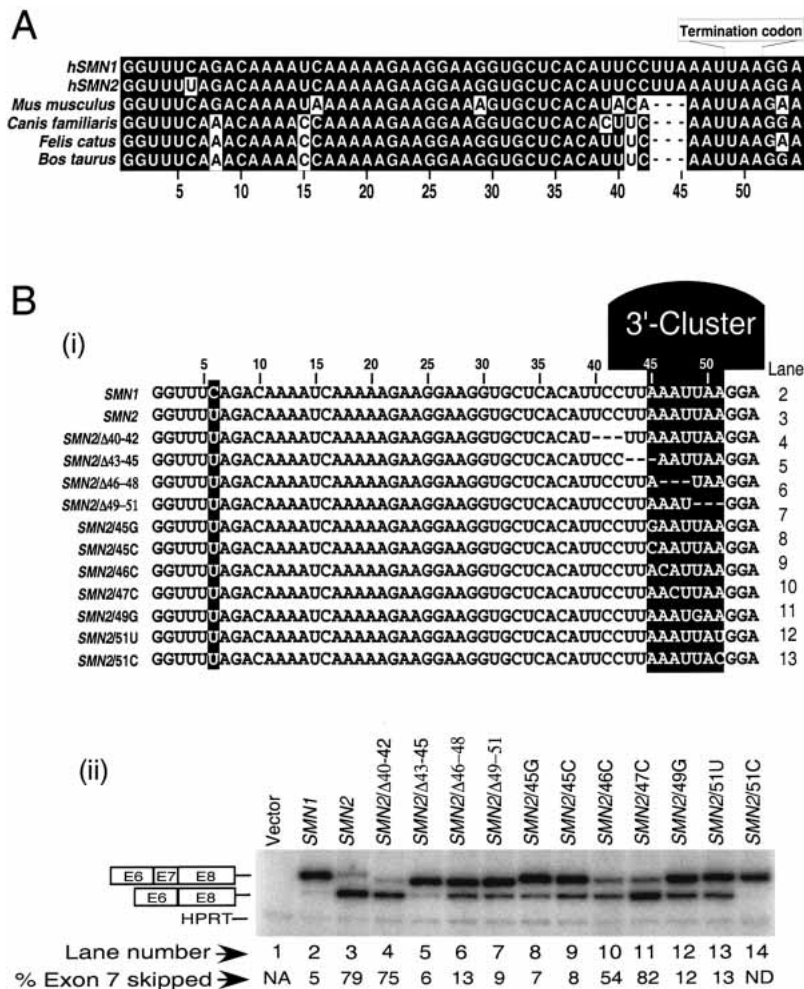 A
Termination codon
hSMN1 GGUUUCAGACAAAAUCAAAAAGAAGGAAGGUGCUCACAUUCCUUAAAUUAAGGA
hSMN2 GGUUUUAGACAAAAUCAAAAAGAAGGAAGGUGCUCACAUUCCUUAAAUUAAGGA
Mus musculus GGUUUCAGACAAAAUAAAAAAGAAGGAAAGUGCUCACAUACA---AAUUAAGAA
Canis familiaris GGUUUCAAACAAAACCAAAAAGAAGGAAGGUGCUCACACUUC---AAUUAAGGA
Felis catus GGUUUCAAACAAAACCAAAAAGAAGGAAGGUGCUCACAUUUC---AAUUAAGAA
Bos taurus GGUUUCAAACAAAACCAAAAAGAAGGAAGGUGCUCACAUUUC---AAUUAAGGA
5 10 15 20 25 30 35 40 45 50
B
3'-Cluster
(i)
5 10 15 20 25 30 35 40 45 50 Lane
SMN1 GGUUUCAGACAAAAUCAAAAAGAAGGAAGGUGCUCACAUUCCUUAAAUUAAGGA 2
SMN2 GGUUUUAGACAAAAUCAAAAAGAAGGAAGGUGCUCACAUUCCUUAAAUUAAGGA 3
SMN2/Δ40-42 GGUUUUAGACAAAAUCAAAAAGAAGGAAGGUGCUCACAU---UUAAAUUAAGGA 4
SMN2/Δ43-45 GGUUUUAGACAAAAUCAAAAAGAAGGAAGGUGCUCACAUUCC---AAUUAAGGA 5
SMN2/Δ46-48 GGUUUUAGACAAAAUCAAAAAGAAGGAAGGUGCUCACAUUCCUUA---UAAGGA 6
SMN2/Δ49-51 GGUUUUAGACAAAAUCAAAAAGAAGGAAGGUGCUCACAUUCCUUAAAU---GGA 7
SMN2/45G GGUUUUAGACAAAAUCAAAAAGAAGGAAGGUGCUCACAUUCCUUGAAUUAAGGA
SMN2/45C GGUUUUAGACAAAAUCAAAAAGAAGGAAGGUGCUCACAUUCCUUCAAUUAAGGA 8
SMN2/46C GGUUUUAGACAAAAUCAAAAAGAAGGAAGGUGCUCACAUUCCUUACAUUAAGGA 9
SMN2/47C GGUUUUAGACAAAAUCAAAAAGAAGGAAGGUGCUCACAUUCCUUAACUUAAGGA 10
SMN2/49G GGUUUUAGACAAAAUCAAAAAGAAGGAAGGUGCUCACAUUCCUUAAAUGAAGGA 11
SMN2/51U GGUUUUAGACAAAAUCAAAAAGAAGGAAGGUGCUCACAUUCCUUAAAUUAUGGA 12
SMN2/51C GGUUUUAGACAAAAUCAAAAAGAAGGAAGGUGCUCACAUUCCUUAAAUUACGGA 13
(ii)
Vector SMN1 SMN2 SMN2/Δ40-42 SMN2/Δ43-45 SMN2/Δ46-48 SMN2/Δ49-51 SMN2/45G SMN2/45C SMN2/46C SMN2/47C SMN2/49G SMN2/51U SMN2/51C
E6 E7 E8
E6 E8
HPRT
Lane number 1 2 3 4 5 6 7 8 9 10 11 12 13 14
% Exon 7 skipped NA 5 79 75 6 13 9 7 8 54 82 12 13 ND